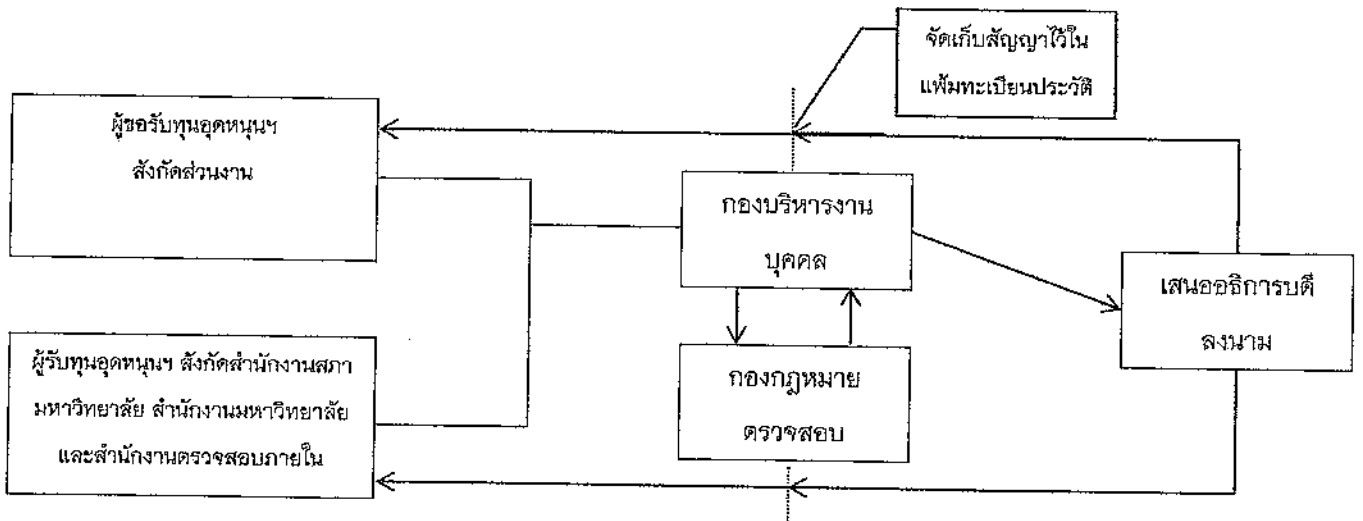 จัดเก็บสัญญาไว้ใน
แฟ้มทะเบียนประวัติ
ผู้ขอรับทุนอุดหนุนฯ
สังกัดส่วนงาน
กองบริหารงาน
บุคคล
เสนออธิการบดี
ลงนาม
ผู้รับทุนอุดหนุนฯ สังกัดสำนักงานสภา
มหาวิทยาลัย สำนักงานมหาวิทยาลัย
และสำนักงานตรวจสอบภายใน
กองกฎหมาย
ตรวจสอบ